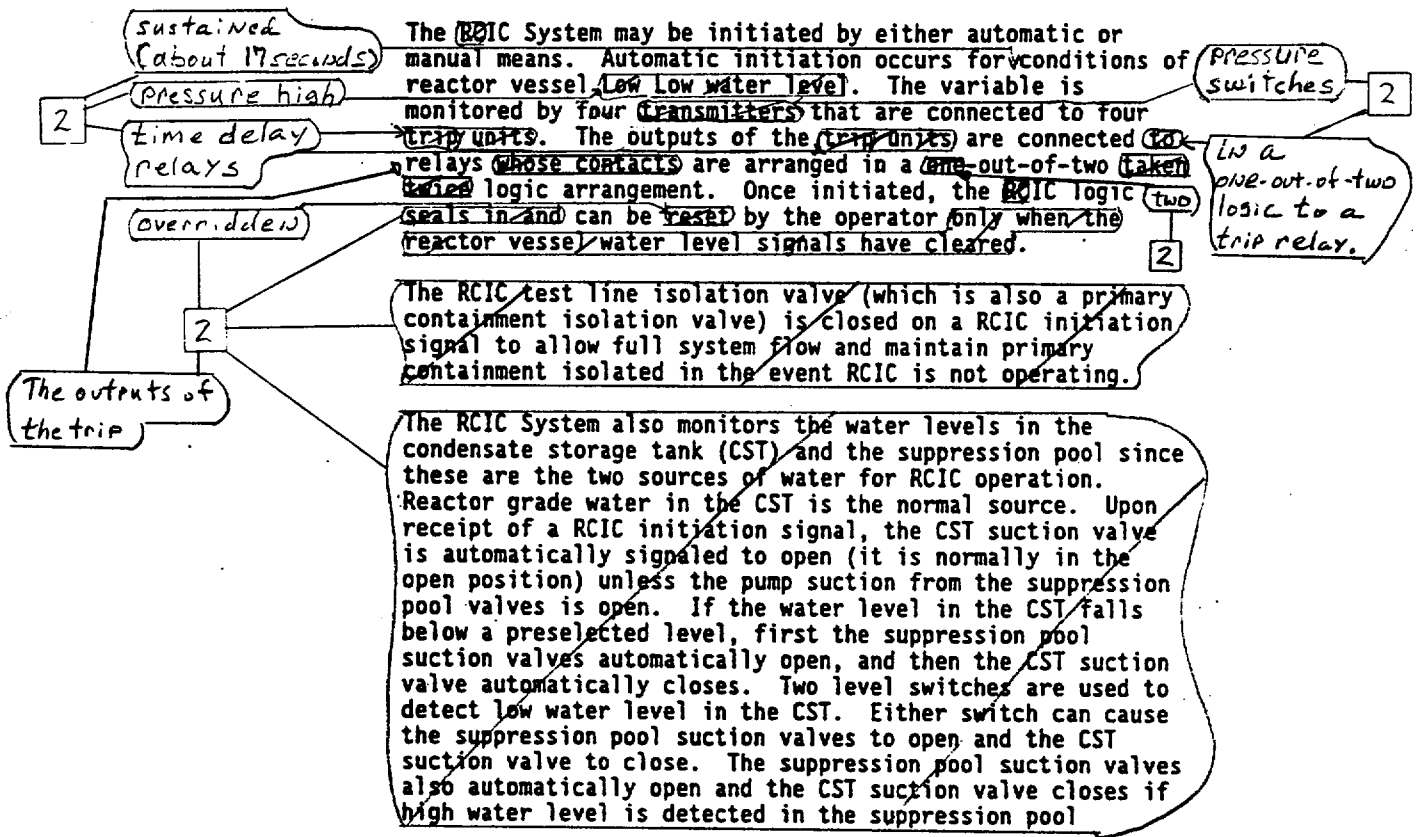 sustained
(about 17 seconds)
pressure high
2
time delay
relays
overridden
2
The outputs of
the trip
The RCIC System may be initiated by either automatic or
manual means. Automatic initiation occurs for conditions of
reactor vessel Low Low water level. The variable is
monitored by four transmitters that are connected to four
trip units. The outputs of the trip units are connected to
relays whose contacts are arranged in a one-out-of-two taken
twice logic arrangement. Once initiated, the RCIC logic
seals in and can be reset by the operator only when the
reactor vessel water level signals have cleared.
pressure
switches
2
in a
one-out-of-two
logic to a
trip relay.
two
2
The RCIC test line isolation valve (which is also a primary
containment isolation valve) is closed on a RCIC initiation
signal to allow full system flow and maintain primary
containment isolated in the event RCIC is not operating.
The RCIC System also monitors the water levels in the
condensate storage tank (CST) and the suppression pool since
these are the two sources of water for RCIC operation.
Reactor grade water in the CST is the normal source. Upon
receipt of a RCIC initiation signal, the CST suction valve
is automatically signaled to open (it is normally in the
open position) unless the pump suction from the suppression
pool valves is open. If the water level in the CST falls
below a preselected level, first the suppression pool
suction valves automatically open, and then the CST suction
valve automatically closes. Two level switches are used to
detect low water level in the CST. Either switch can cause
the suppression pool suction valves to open and the CST
suction valve to close. The suppression pool suction valves
also automatically open and the CST suction valve closes if
high water level is detected in the suppression pool